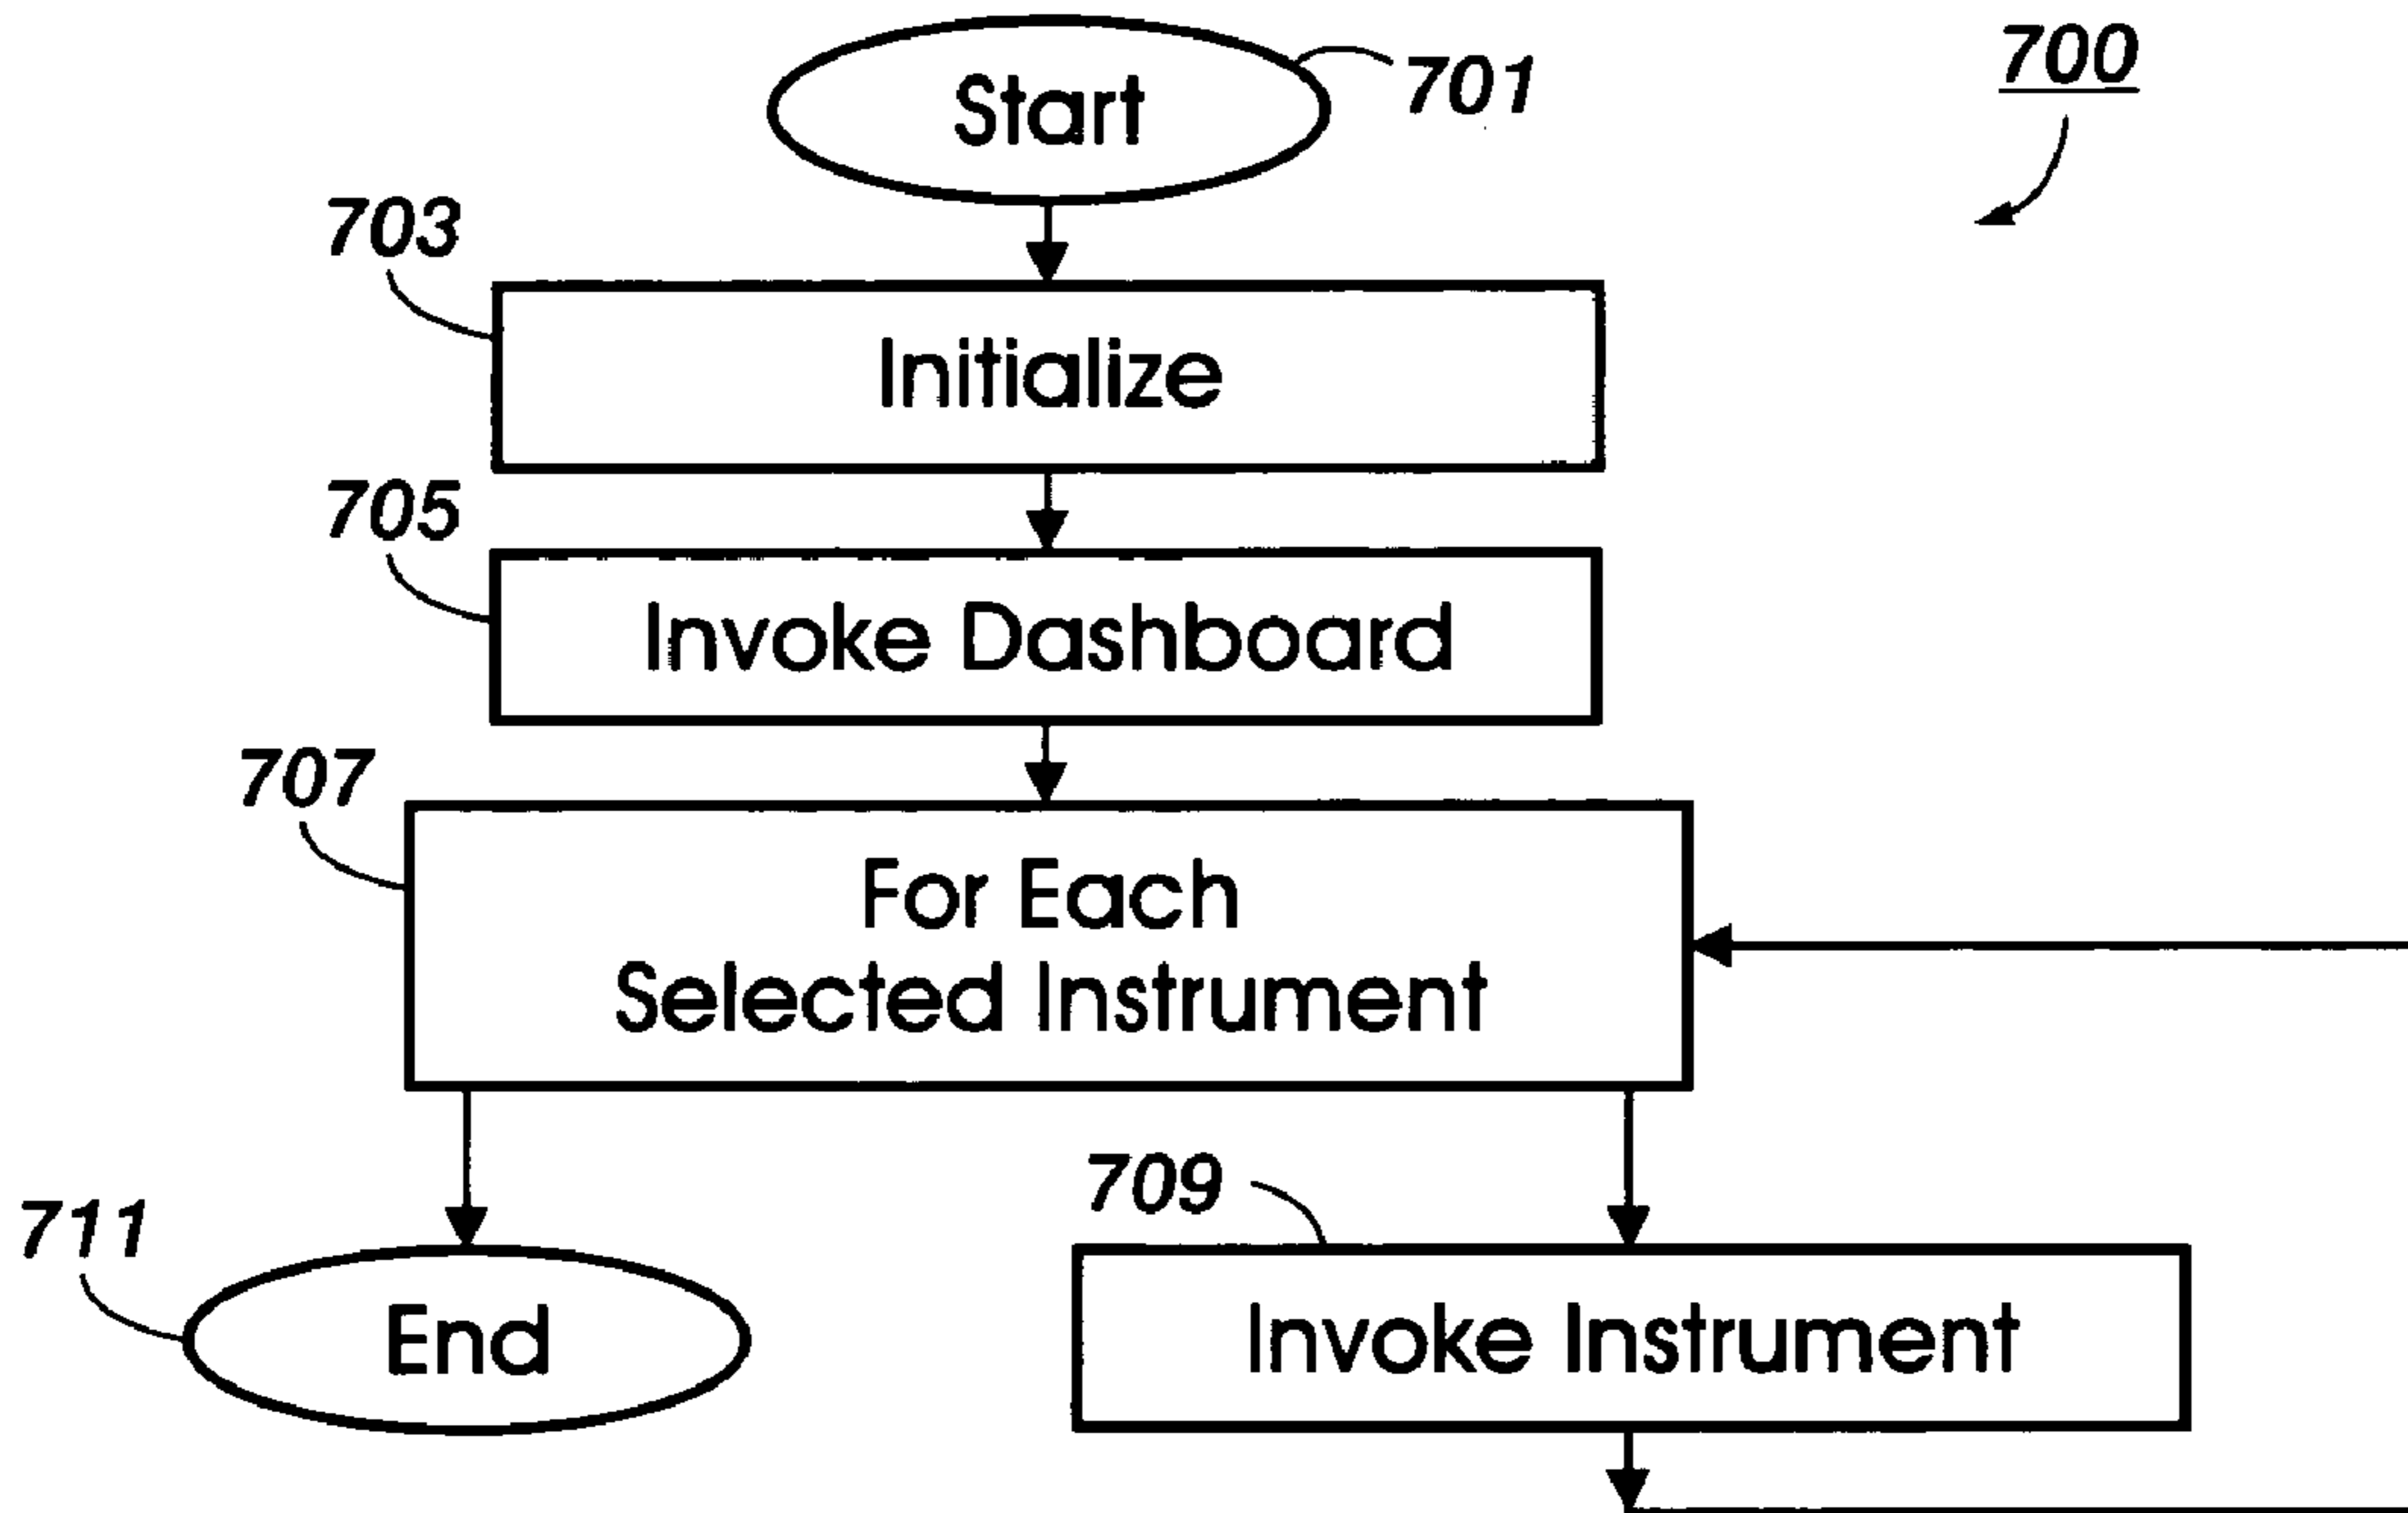 Start
701
700
703
Initialize
705
Invoke Dashboard
707
For Each
Selected Instrument
709
711
End
Invoke Instrument